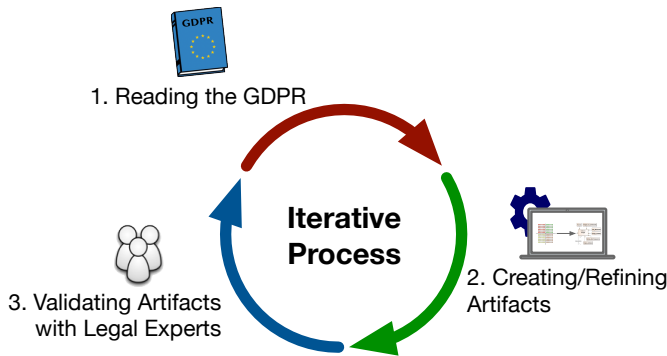 GDPR
1. Reading the GDPR
Iterative
Process
2. Creating/Refining
Artifacts
3. Validating Artifacts
with Legal Experts